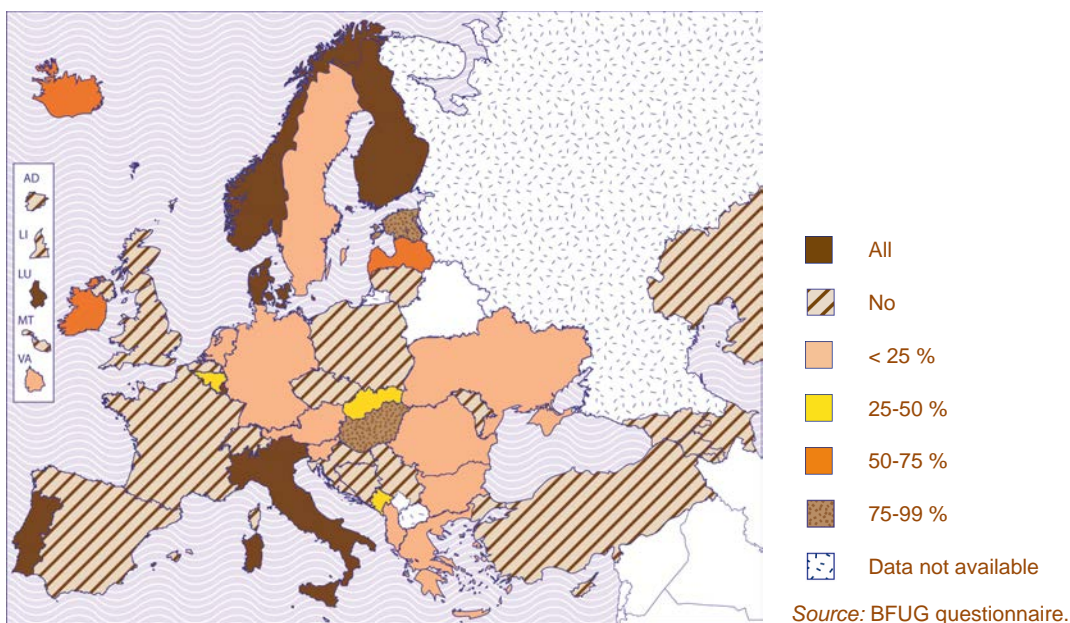 AD
LI
LU
MT
VA
All
No
< 25 %
25-50 %
50-75 %
75-99 %
Data not available
Source: BFUG questionnaire.